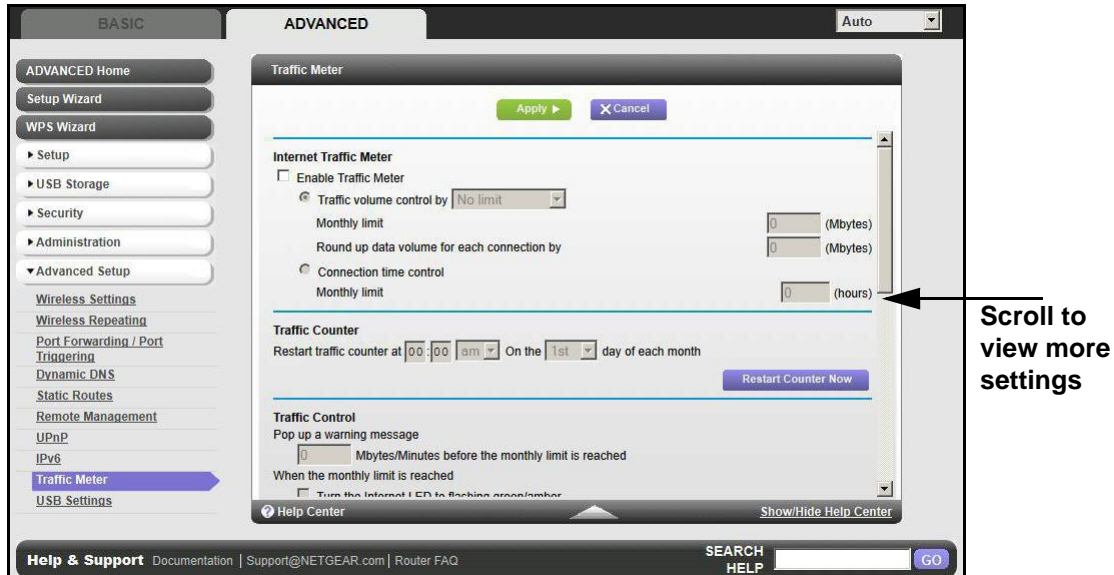 BASIC
ADVANCED
Auto
ADVANCED Home
Setup Wizard
WPS Wizard
Setup
USB Storage
Security
Administration
Advanced Setup
Wireless Settings
Wireless Repeating
Port Forwarding / Port
Triggering
Dynamic DNS
Static Routes
Remote Management
UPnP
IPv6
Traffic Meter
USB Settings
Traffic Meter
Apply
Cancel
Internet Traffic Meter
Enable Traffic Meter
Traffic volume control by No limit
Monthly limit 0 (Mbytes)
Round up data volume for each connection by 0 (Mbytes)
Connection time control
Monthly limit 0 (hours)
Traffic Counter
Restart traffic counter at 00 : 00 am On the 1st day of each month
Restart Counter Now
Traffic Control
Pop up a warning message
0 Mbytes/Minutes before the monthly limit is reached
When the monthly limit is reached
Turn the Internet LED to flashing green/amber
Help Center
Show/Hide Help Center
Scroll to
view more
settings
Help & Support Documentation | Support@NETGEAR.com | Router FAQ
SEARCH
HELP
GO